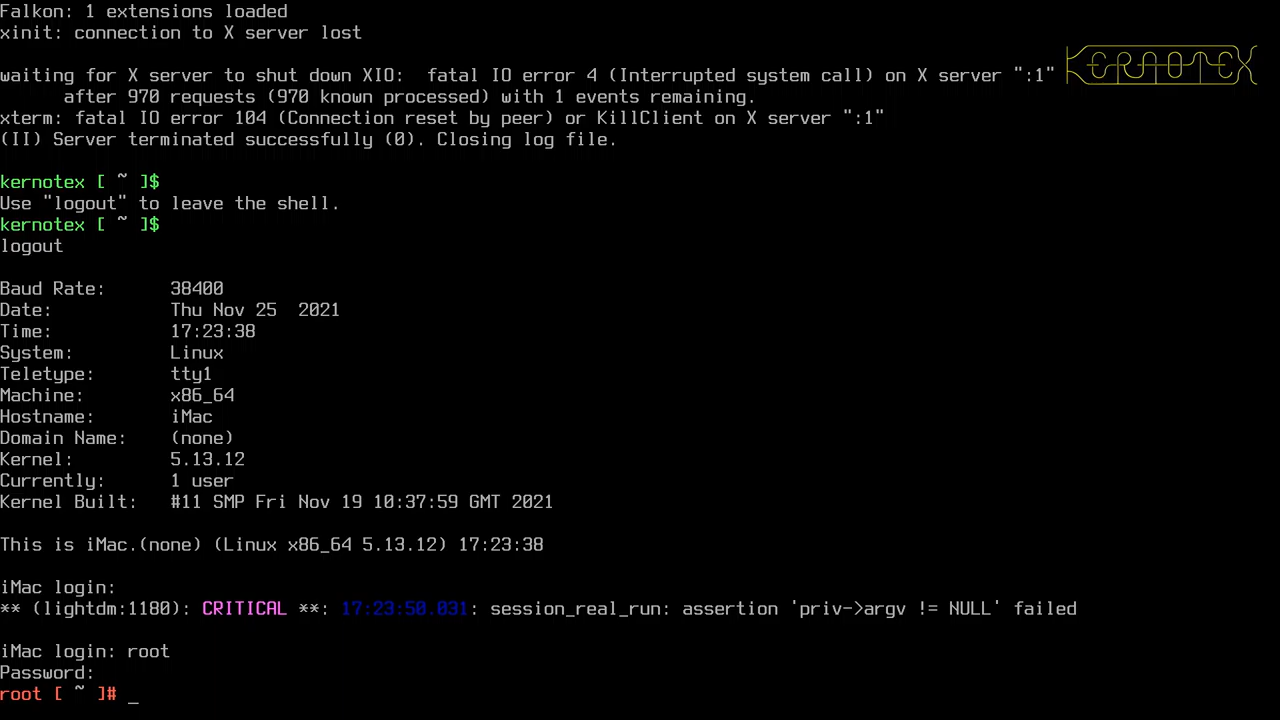 Falkon: 1 extensions loaded
xinit: connection to X server lost
waiting for X server to shut down XIO:  fatal IO error 4 (Interrupted system call) on X server ":1"
KERNOTEX
      after 970 requests (970 known processed) with 1 events remaining.
xterm: fatal IO error 104 (Connection reset by peer) or KillClient on X server ":1"
(II) Server terminated successfully (0). Closing log file.
kernotex [ ~ ]$
Use "logout" to leave the shell.
kernotex [ ~ ]$
logout
Baud Rate:      38400
Date:           Thu Nov 25  2021
Time:           17:23:38
System:         Linux
Teletype:       tty1
Machine:        x86_64
Hostname:       iMac
Domain Name:    (none)
Kernel:         5.13.12
Currently:      1 user
Kernel Built:   #11 SMP Fri Nov 19 10:37:59 GMT 2021
This is iMac.(none) (Linux x86_64 5.13.12) 17:23:38
iMac login:
** (lightdm:1180): CRITICAL **: 17:23:50.031: session_real_run: assertion 'priv->argv != NULL' failed
iMac login: root
Password:
root [ ~ ]# _